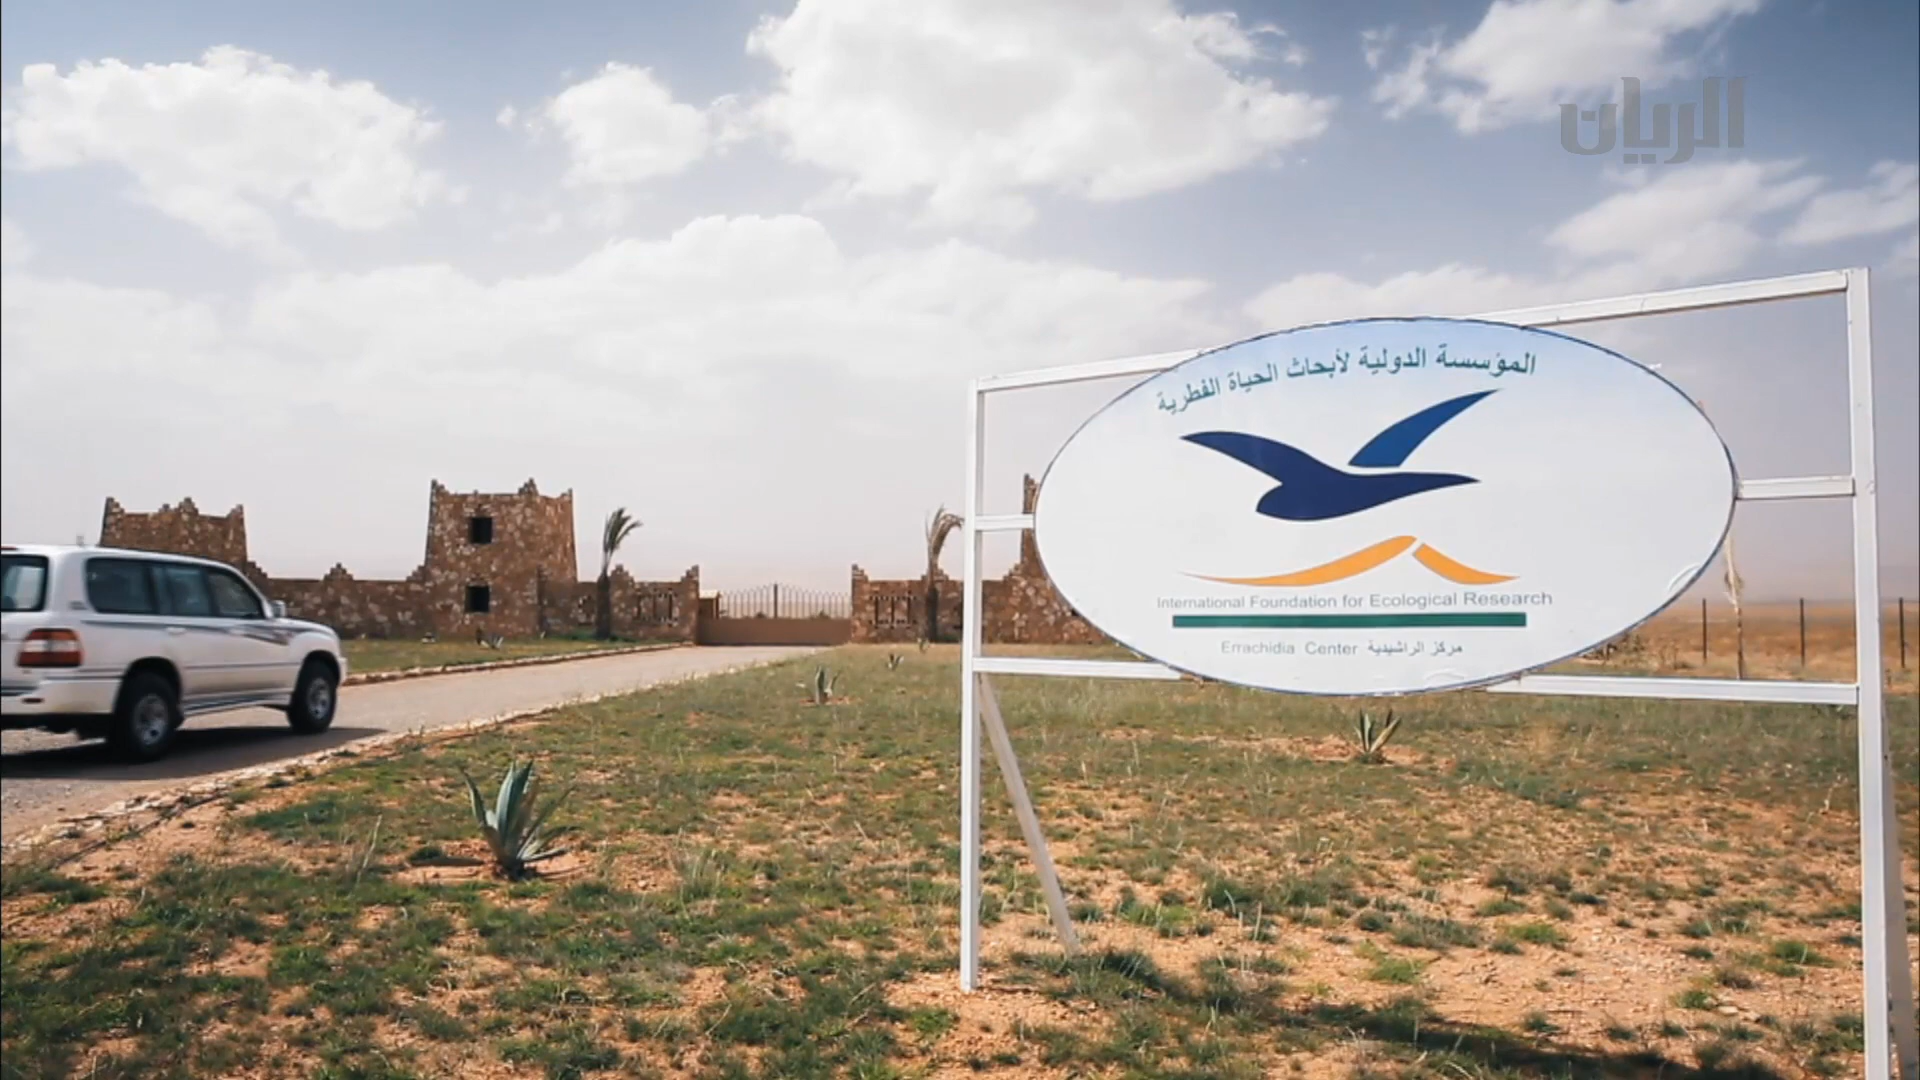 الريان
المؤسسة الدولية لأبحاث الحياة الفطرية
International Foundation for Ecological Research
Errachidia Center مركز الراشيدية